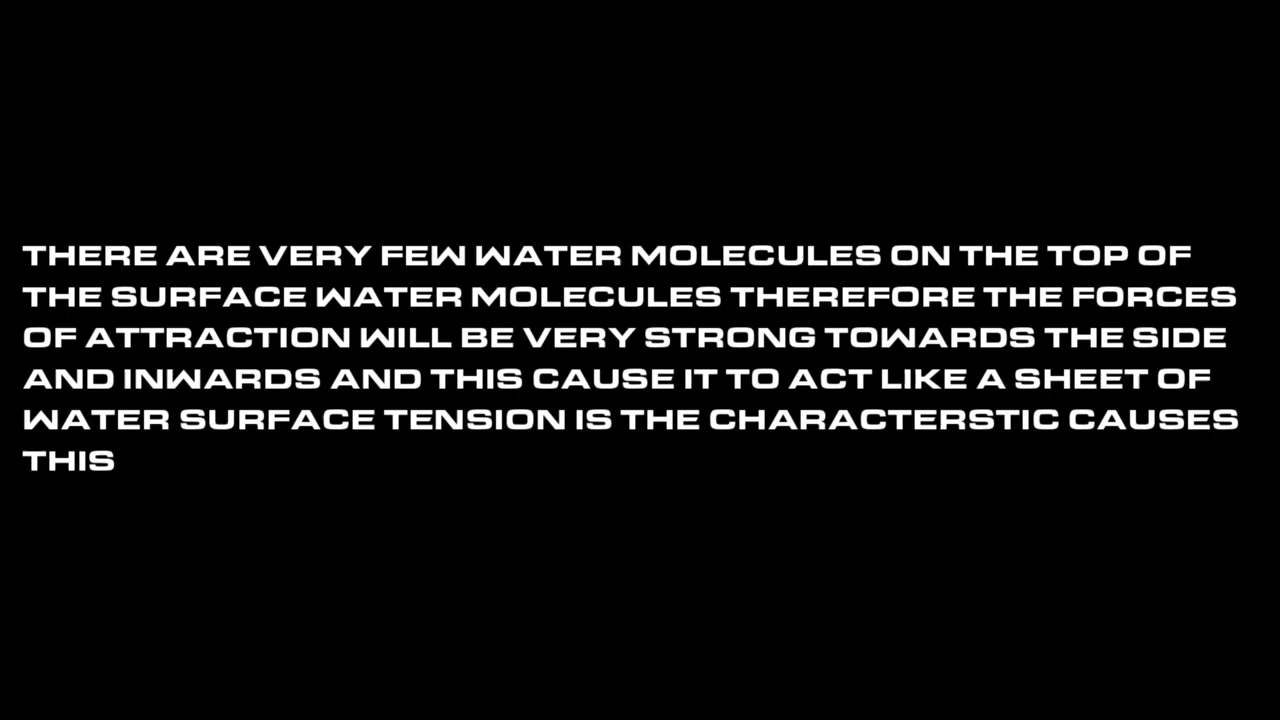 THERE ARE VERY FEW WATER MOLECULES ON THE TOP OF
THE SURFACE WATER MOLECULES THEREFORE THE FORCES
OF ATTRACTION WILL BE VERY STRONG TOWARDS THE SIDE
AND INWARDS AND THIS CAUSE IT TO ACT LIKE A SHEET OF
WATER SURFACE TENSION IS THE CHARACTERSTIC CAUSES
THIS